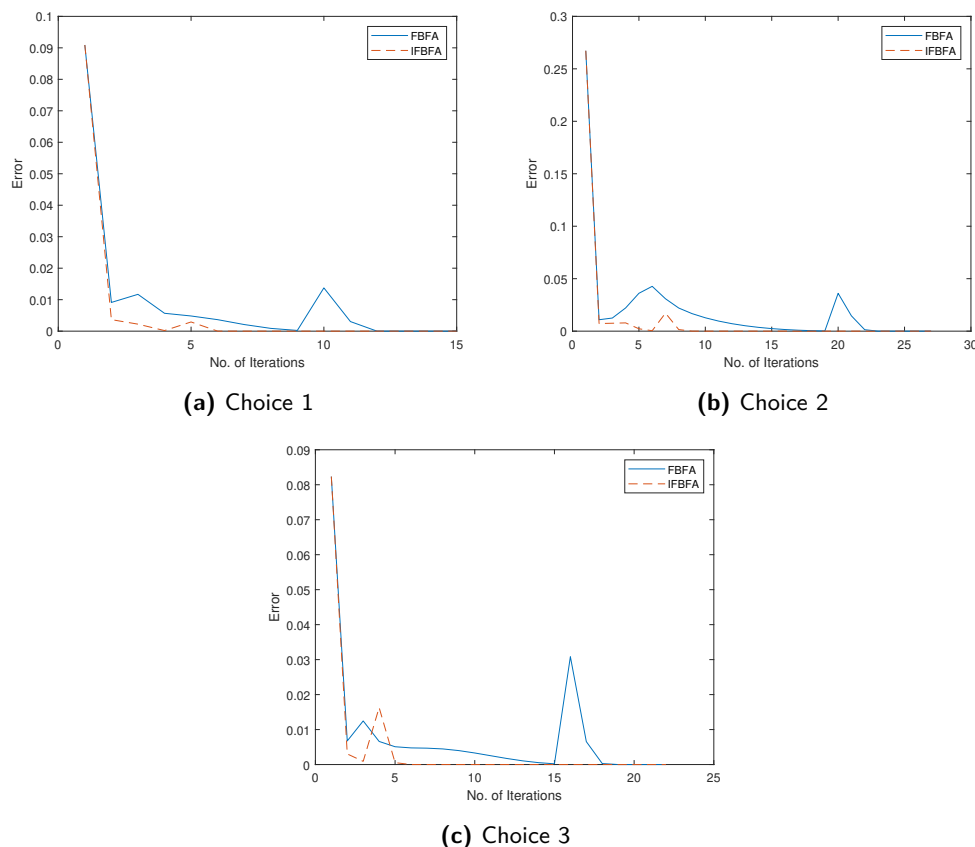 0.1
0.09
0.08
0.07
0.06
0.05
0.04
0.03
0.02
0.01
0
Error
0 5 10 15
No. of Iterations
FBFA
IFBFA
(a) Choice 1
0.3
0.25
0.2
0.15
0.1
0.05
0
Error
0 5 10 15 20 25 30
No. of Iterations
FBFA
IFBFA
(b) Choice 2
0.09
0.08
0.07
0.06
0.05
0.04
0.03
0.02
0.01
0
Error
0 5 10 15 20 25
No. of Iterations
FBFA
IFBFA
(c) Choice 3